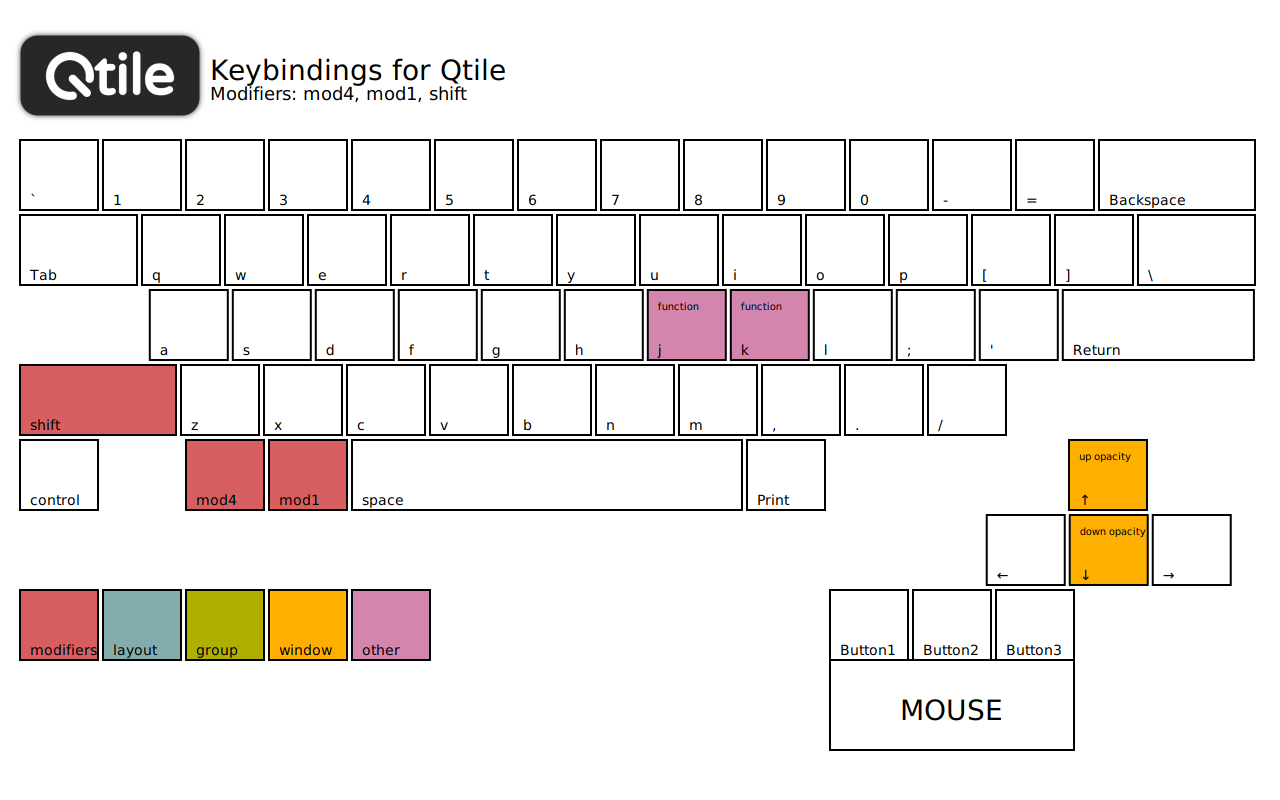 Qtile
Keybindings for Qtile
Modifiers: mod4, mod1, shift
` 1 2 3 4 5 6 7 8 9 0 - = Backspace
Tab q w e r t y u i o p [ ] \
function function
a s d f g h j k l ; ' Return
shift z x c v b n m , . /
up opacity
control mod4 mod1 space Print ↑
down opacity
← ↓ →
modifiers layout group window other Button1 Button2 Button3
MOUSE